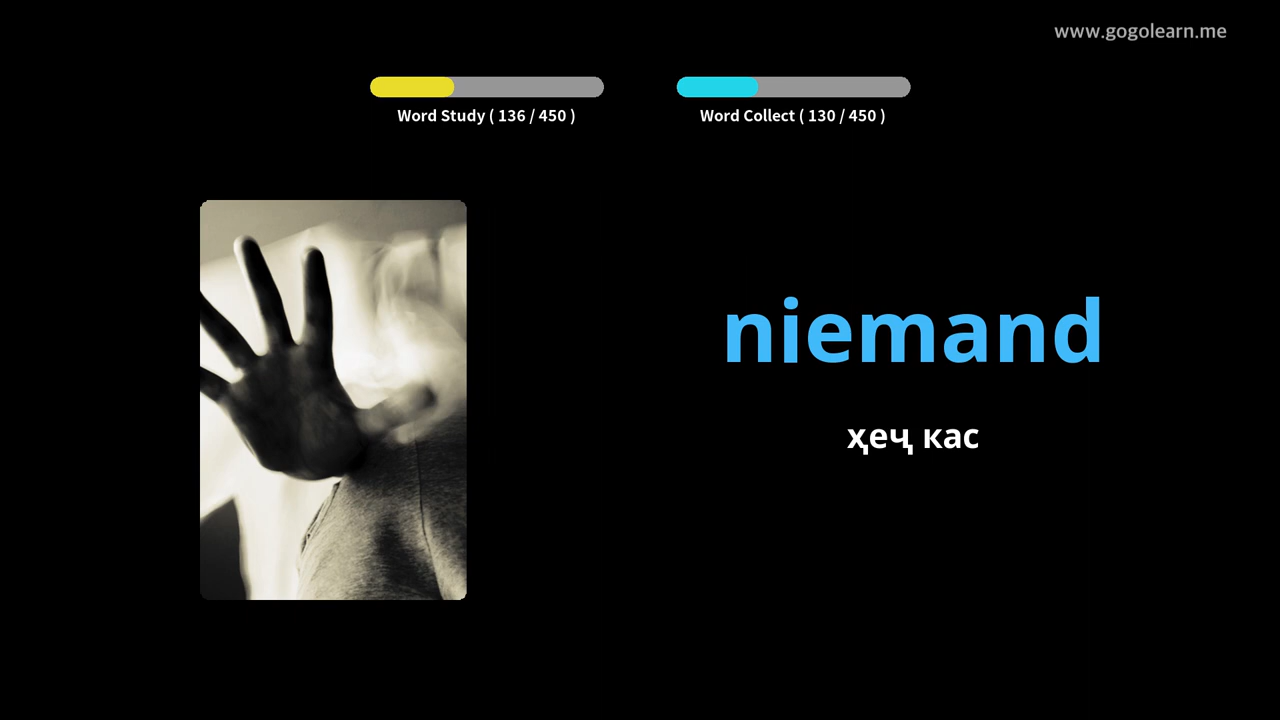 www.gogolearn.me
Word Study ( 136 / 450 )
Word Collect ( 130 / 450 )
niemand
ҳеҷ кас